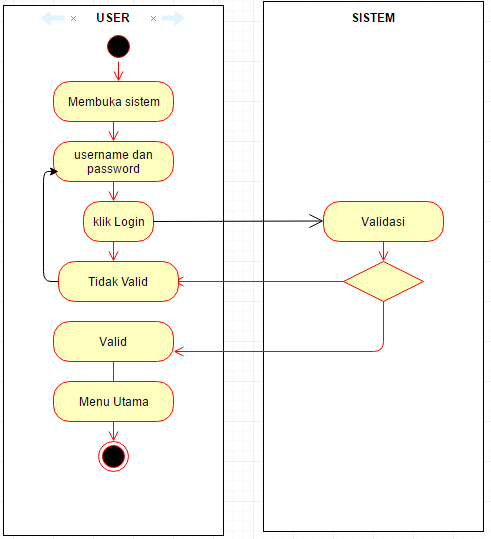 USER
SISTEM
Membuka sistem
username dan
password
klik Login
Validasi
Tidak Valid
Valid
Menu Utama